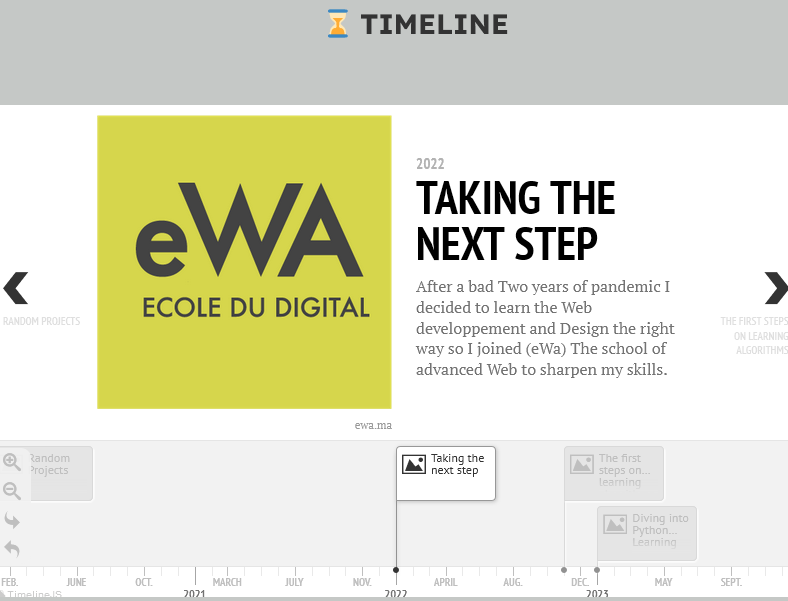 ⏳ TIMELINE
eWA
ECOLE DU DIGITAL
ewa.ma
2022
TAKING THE
NEXT STEP
After a bad Two years of pandemic I
decided to learn the Web
developpement and Design the right
way so I joined (eWa) The school of
advanced Web to sharpen my skills.
RANDOM PROJECTS
THE FIRST STEPS
ON LEARNING
ALGORITHMS
Random
Projects
Taking the
next step
The first
steps on...
learning
Diving into
Python...
Learning
FEB. JUNE OCT. MARCH JULY NOV. APRIL AUG. DEC. MAY SEPT.
2021 2022 2023
TimelineJS